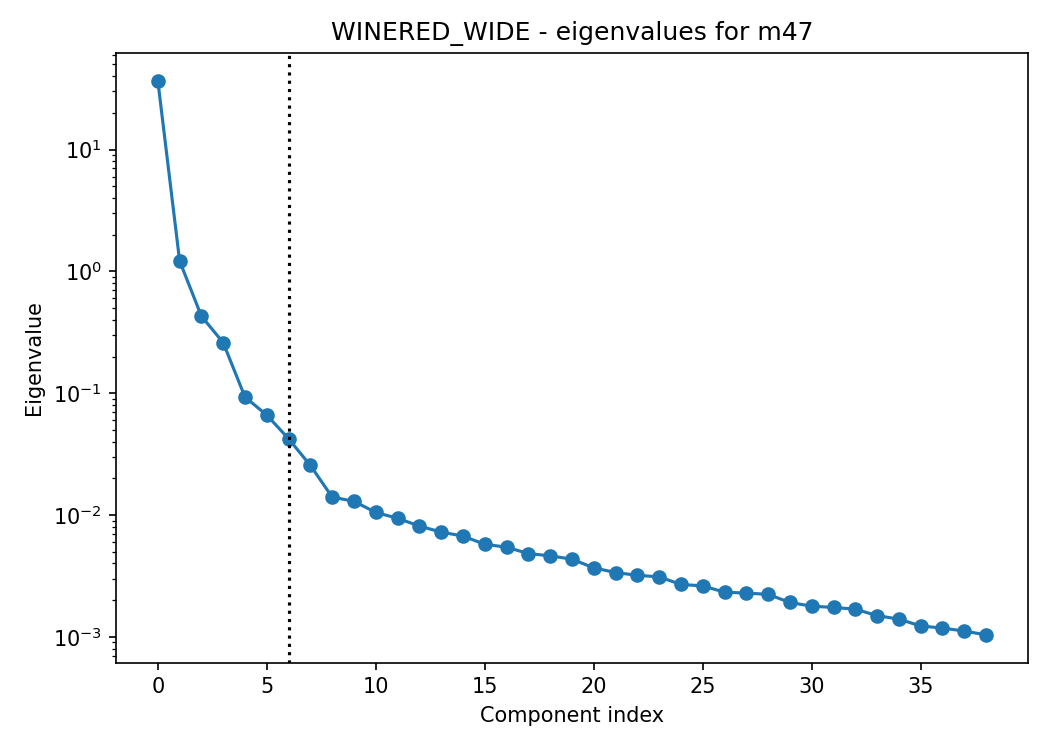 WINERED_WIDE - eigenvalues for m47
Eigenvalue
10¹
10⁰
10⁻¹
10⁻²
10⁻³
0 5 10 15 20 25 30 35
Component index